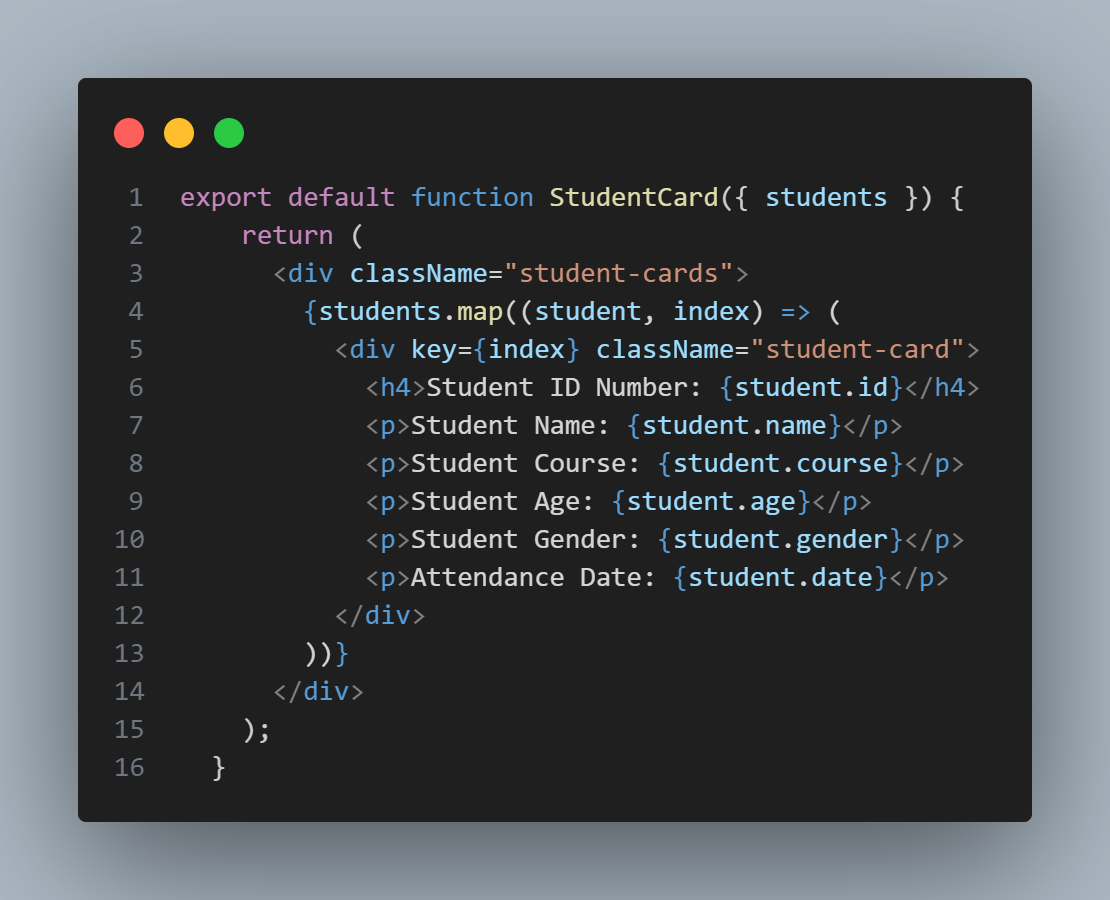 1 export default function StudentCard({ students }) {
2     return (
3       <div className="student-cards">
4         {students.map((student, index) => (
5           <div key={index} className="student-card">
6             <h4>Student ID Number: {student.id}</h4>
7             <p>Student Name: {student.name}</p>
8             <p>Student Course: {student.course}</p>
9             <p>Student Age: {student.age}</p>
10             <p>Student Gender: {student.gender}</p>
11             <p>Attendance Date: {student.date}</p>
12           </div>
13         ))}
14       </div>
15     );
16   }